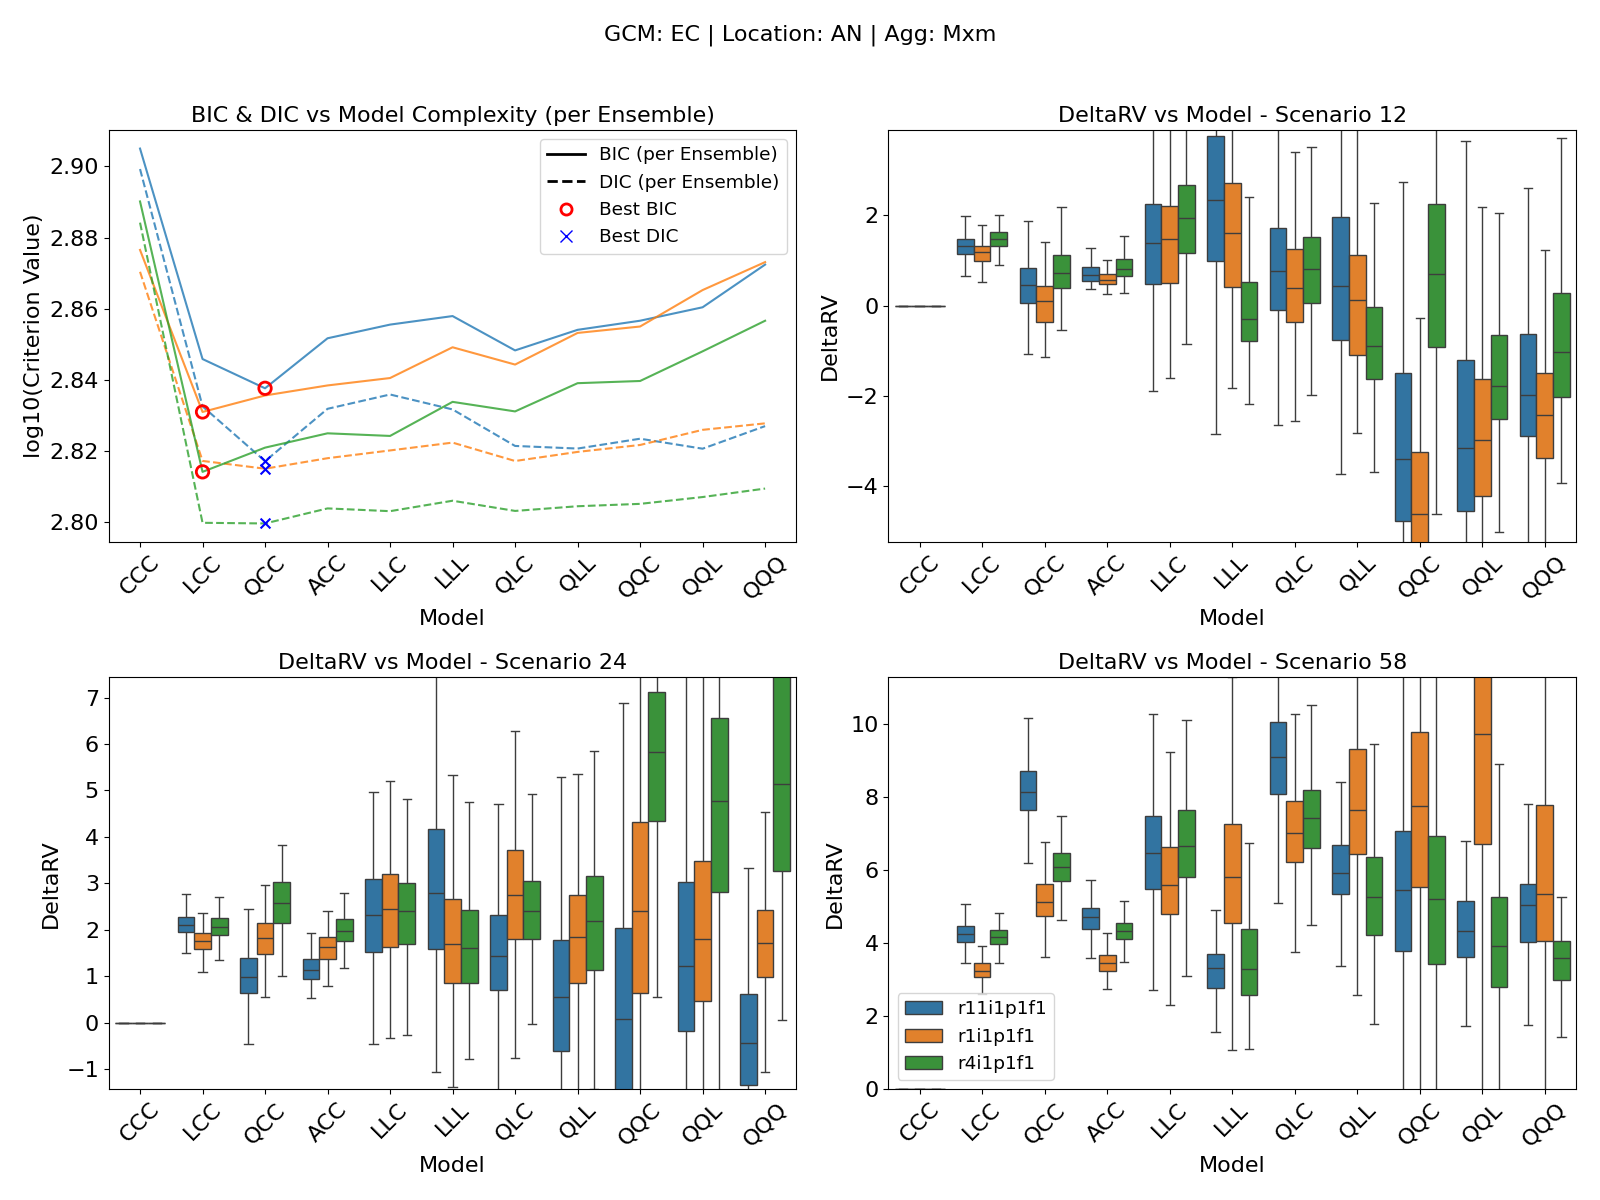 GCM: EC | Location: AN | Agg: Mxm
BIC & DIC vs Model Complexity (per Ensemble)
log10(Criterion Value)
2.90
2.88
2.86
2.84
2.82
2.80
BIC (per Ensemble)
DIC (per Ensemble)
Best BIC
Best DIC
CCC LCC QCC ACC LLC LLL QLC QLL QQC QQL QQQ
Model
DeltaRV vs Model - Scenario 12
DeltaRV
2
0
−2
−4
CCC LCC QCC ACC LLC LLL QLC QLL QQC QQL QQQ
Model
DeltaRV vs Model - Scenario 24
DeltaRV
7
6
5
4
3
2
1
0
−1
CCC LCC QCC ACC LLC LLL QLC QLL QQC QQL QQQ
Model
DeltaRV vs Model - Scenario 58
DeltaRV
10
8
6
4
2
0
r11i1p1f1
r1i1p1f1
r4i1p1f1
CCC LCC QCC ACC LLC LLL QLC QLL QQC QQL QQQ
Model